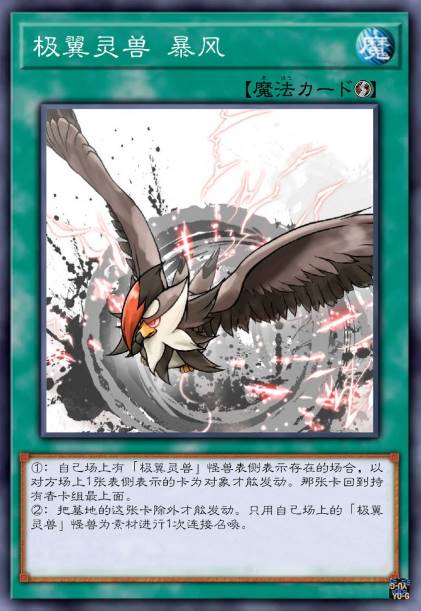 极翼灵兽 暴风
魔
【魔法カード】
①：自己场上有「极翼灵兽」怪兽表侧表示存在的场合，以
对方场上1张表侧表示的卡为对象才能发动。那张卡回到持
有者卡组最上面。
②：把墓地的这张卡除外才能发动。只用自己场上的「极翼
灵兽」怪兽为素材进行1次连接召唤。